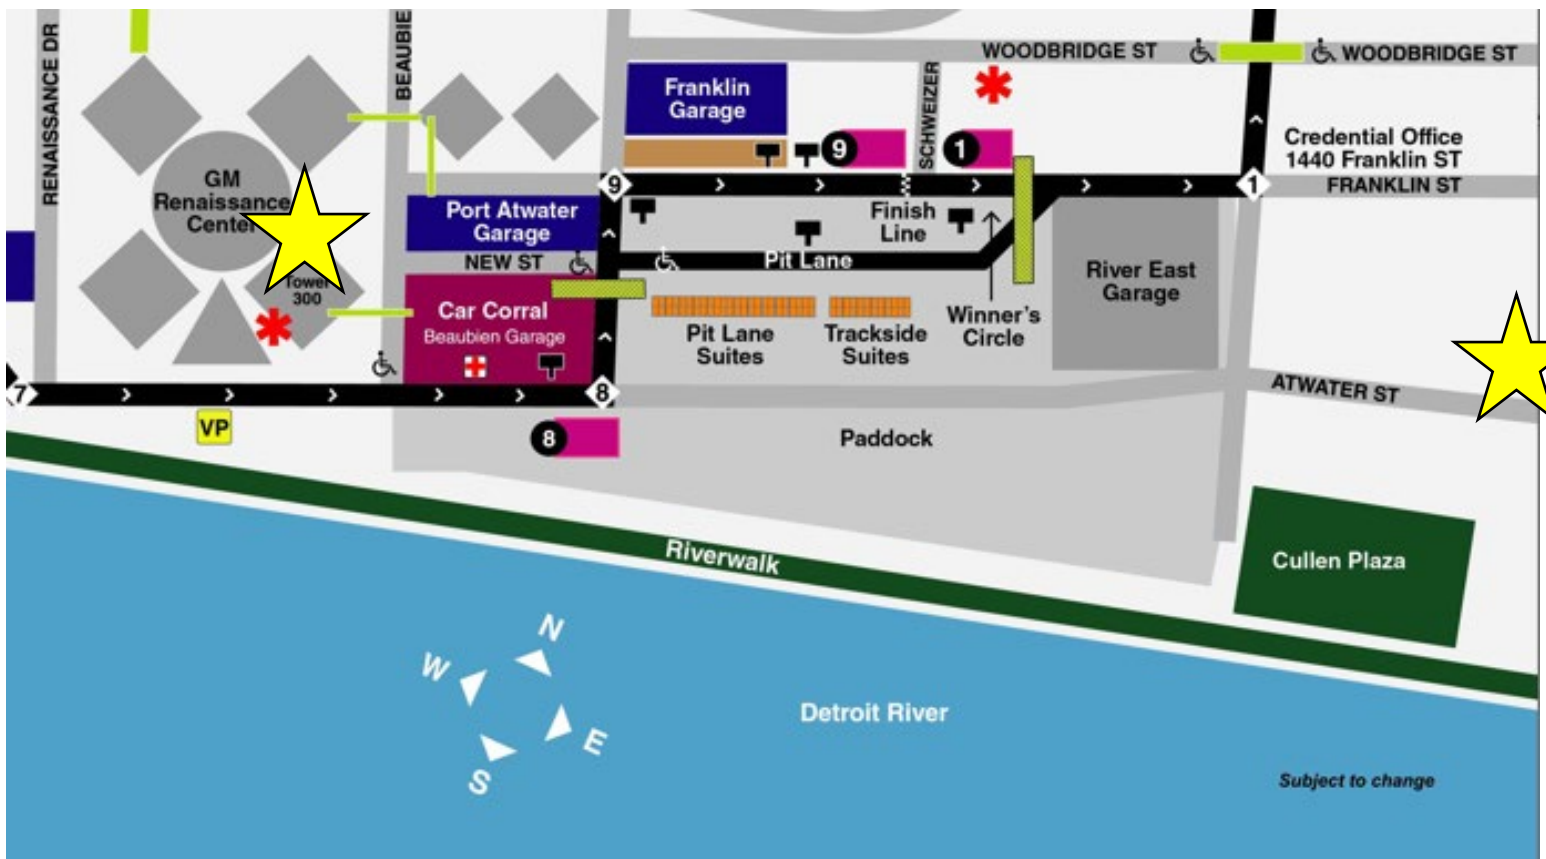 RENAISSANCE DR
BEAUBIE
WOODBRIDGE ST
WOODBRIDGE ST
Franklin
Garage
SCHWEIZER
9
1
Credential Office
1440 Franklin ST
GM
Renaissance
Center
9
1
FRANKLIN ST
Port Atwater
Garage
Finish
Line
NEW ST
Pit Lane
River East
Garage
Tower
300
Car Corral
Beaubien Garage
Pit Lane
Suites
Trackside
Suites
Winner's
Circle
7
8
ATWATER ST
VP
8
Paddock
Riverwalk
Cullen Plaza
N
W
E
S
Detroit River
Subject to change